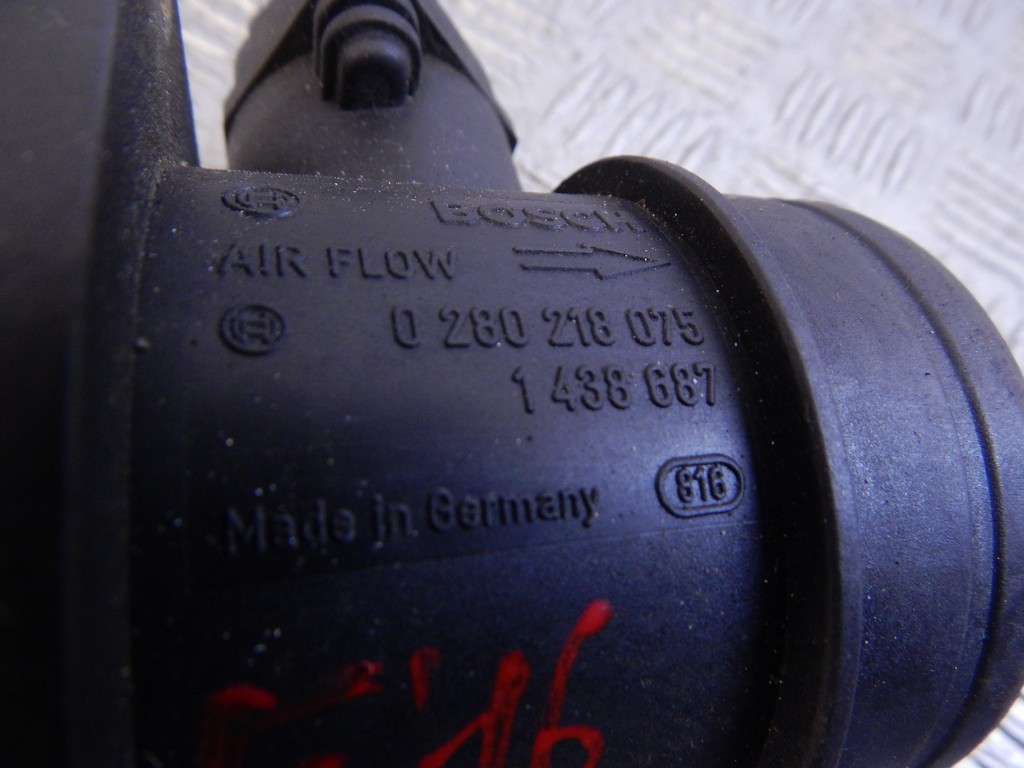 BOSCH
AIR FLOW
0 280 218 075
1 438 687
816
Made in Germany